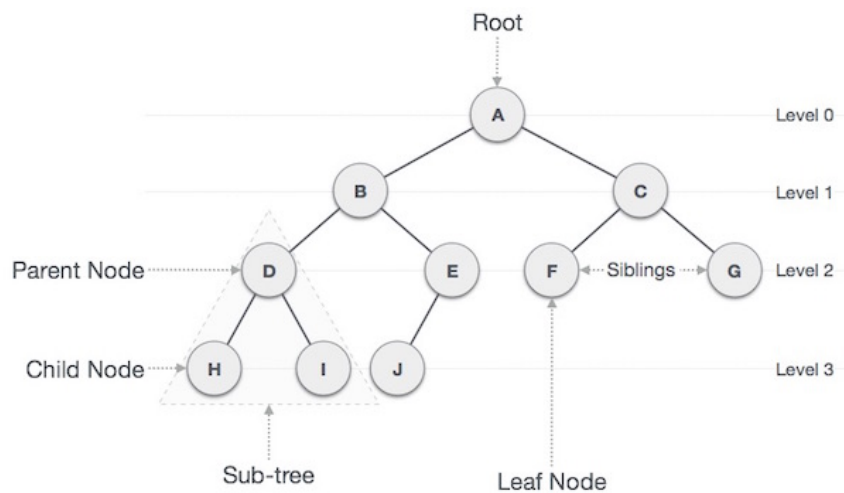 Root
A
Level 0
B
C
Level 1
Parent Node
D
E
F
Siblings
G
Level 2
Child Node
H
I
J
Level 3
Sub-tree
Leaf Node